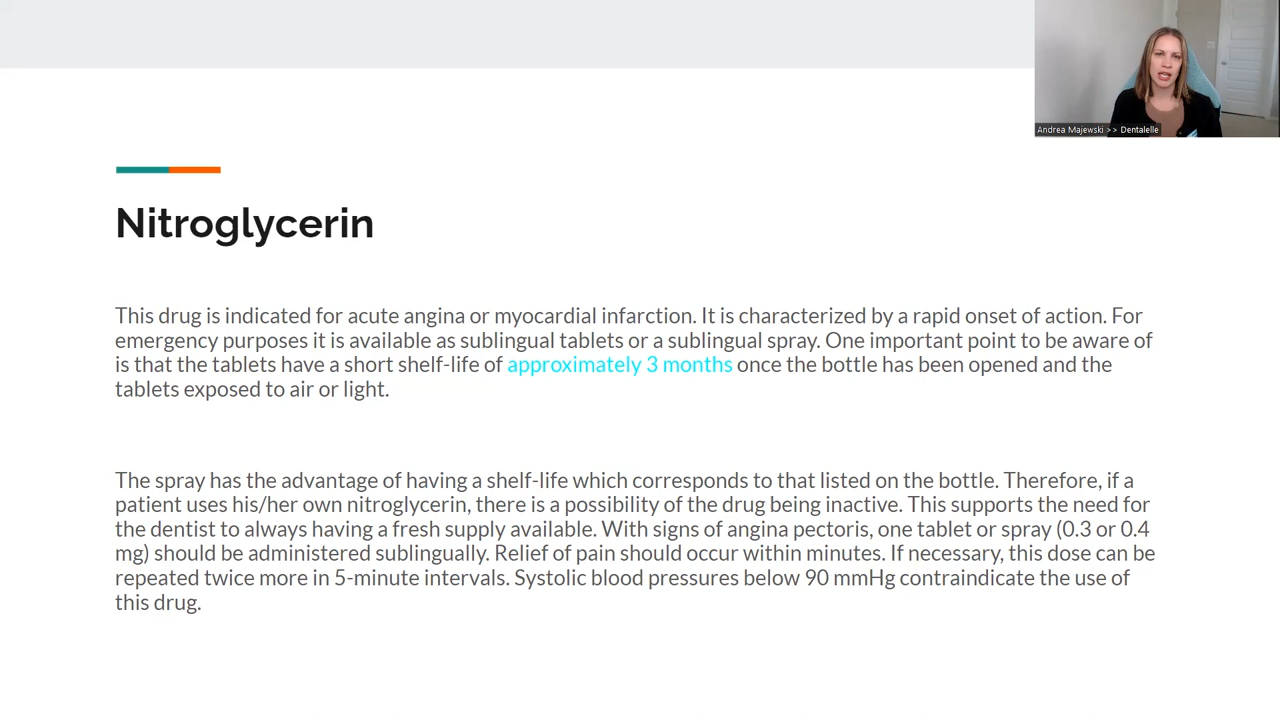 Andrea Majewski >> Dentalelle
Nitroglycerin
This drug is indicated for acute angina or myocardial infarction. It is characterized by a rapid onset of action. For
emergency purposes it is available as sublingual tablets or a sublingual spray. One important point to be aware of
is that the tablets have a short shelf-life of approximately 3 months once the bottle has been opened and the
tablets exposed to air or light.
The spray has the advantage of having a shelf-life which corresponds to that listed on the bottle. Therefore, if a
patient uses his/her own nitroglycerin, there is a possibility of the drug being inactive. This supports the need for
the dentist to always having a fresh supply available. With signs of angina pectoris, one tablet or spray (0.3 or 0.4
mg) should be administered sublingually. Relief of pain should occur within minutes. If necessary, this dose can be
repeated twice more in 5-minute intervals. Systolic blood pressures below 90 mmHg contraindicate the use of
this drug.